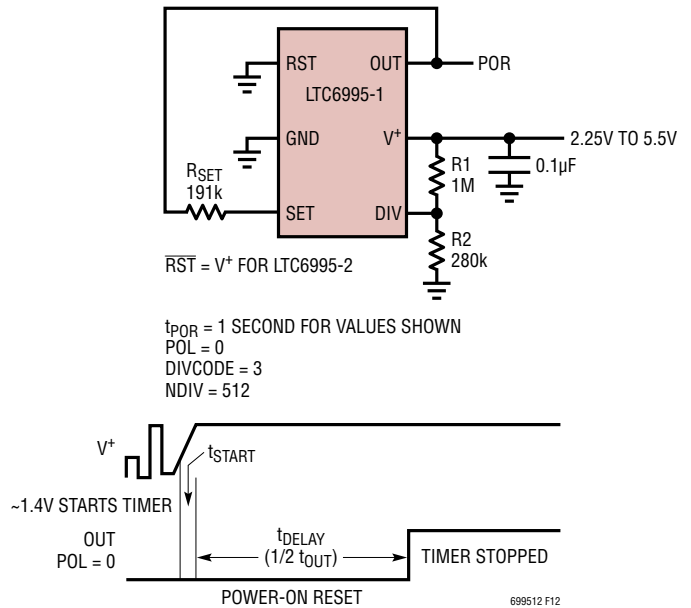 RST
OUT
POR
LTC6995-1
GND
V+
2.25V TO 5.5V
R1
1M
0.1µF
RSET
191k
SET
DIV
R2
280k
RST = V+ FOR LTC6995-2
tPOR = 1 SECOND FOR VALUES SHOWN
POL = 0
DIVCODE = 3
NDIV = 512
V+
tSTART
~1.4V STARTS TIMER
OUT
POL = 0
tDELAY
(1/2 tOUT)
TIMER STOPPED
POWER-ON RESET
699512 F12